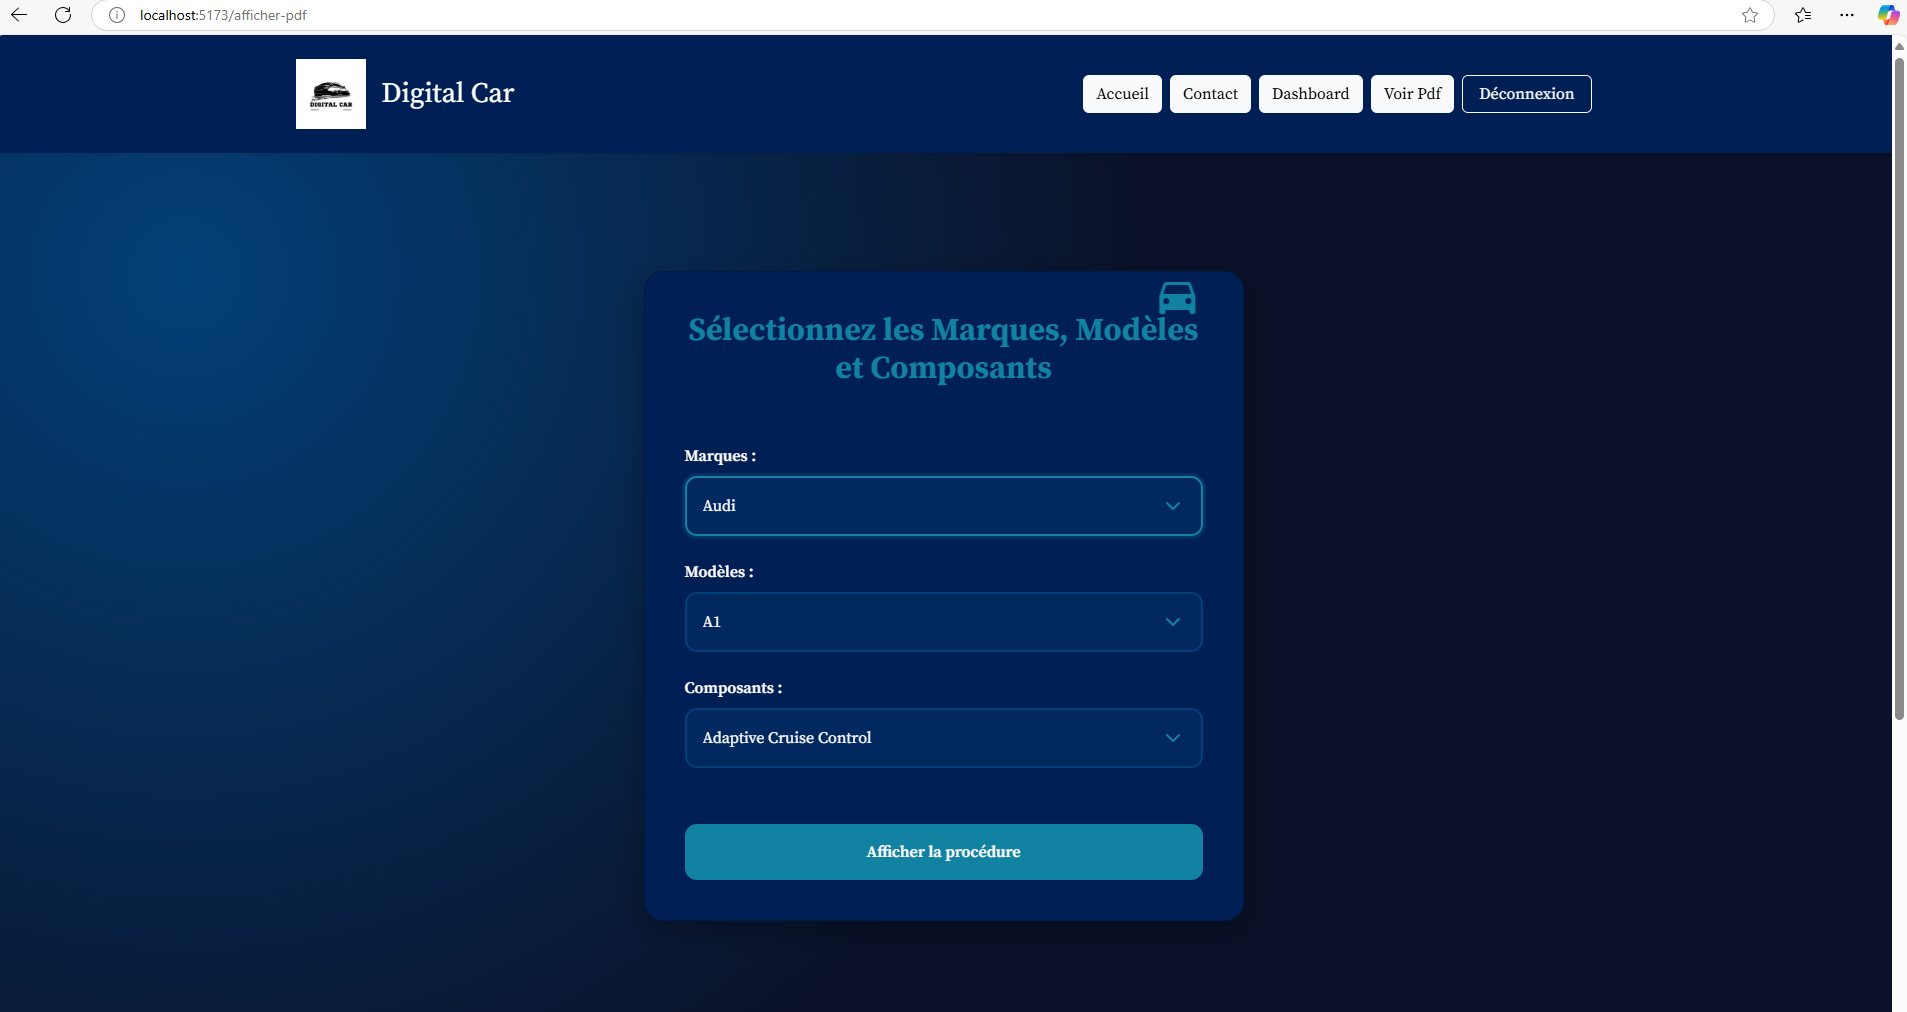 localhost:5173/afficher-pdf
DIGITAL CAR
Digital Car
Accueil
Contact
Dashboard
Voir Pdf
Déconnexion
Sélectionnez les Marques, Modèles
et Composants
Marques :
Audi
Modèles :
A1
Composants :
Adaptive Cruise Control
Afficher la procédure